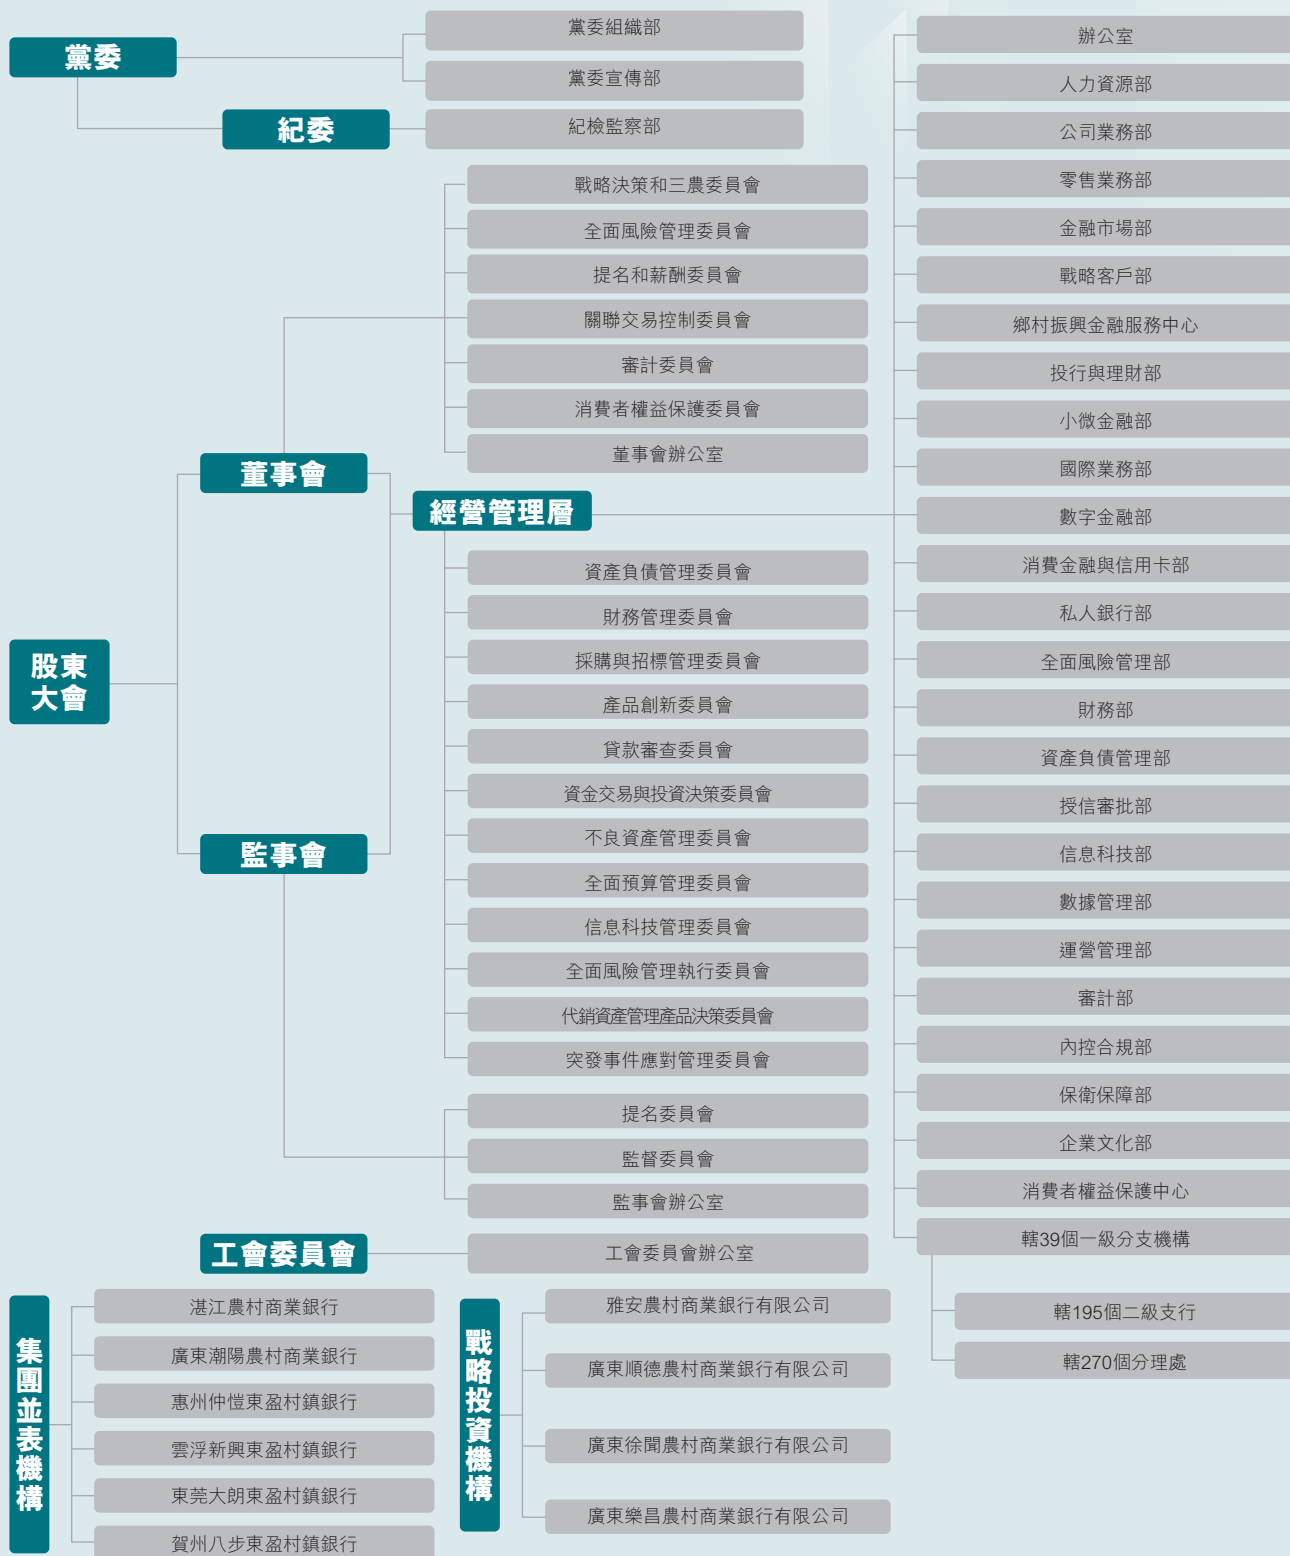 黨委
黨委組織部
黨委宣傳部
紀委
紀檢監察部
股東
大會
董事會
戰略決策和三農委員會
全面風險管理委員會
提名和薪酬委員會
關聯交易控制委員會
審計委員會
消費者權益保護委員會
董事會辦公室
經營管理層
資產負債管理委員會
財務管理委員會
採購與招標管理委員會
產品創新委員會
貸款審查委員會
資金交易與投資決策委員會
不良資產管理委員會
全面預算管理委員會
信息科技管理委員會
全面風險管理執行委員會
代銷資產管理產品決策委員會
突發事件應對管理委員會
監事會
提名委員會
監督委員會
監事會辦公室
工會委員會
工會委員會辦公室
辦公室
人力資源部
公司業務部
零售業務部
金融市場部
戰略客戶部
鄉村振興金融服務中心
投行與理財部
小微金融部
國際業務部
數字金融部
消費金融與信用卡部
私人銀行部
全面風險管理部
財務部
資產負債管理部
授信審批部
信息科技部
數據管理部
運營管理部
審計部
內控合規部
保衛保障部
企業文化部
消費者權益保護中心
轄39個一級分支機構
轄195個二級支行
轄270個分理處
集團並表機構
湛江農村商業銀行
廣東潮陽農村商業銀行
惠州仲愷東盈村鎮銀行
雲浮新興東盈村鎮銀行
東莞大朗東盈村鎮銀行
賀州八步東盈村鎮銀行
戰略投資機構
雅安農村商業銀行有限公司
廣東順德農村商業銀行有限公司
廣東徐聞農村商業銀行有限公司
廣東樂昌農村商業銀行有限公司